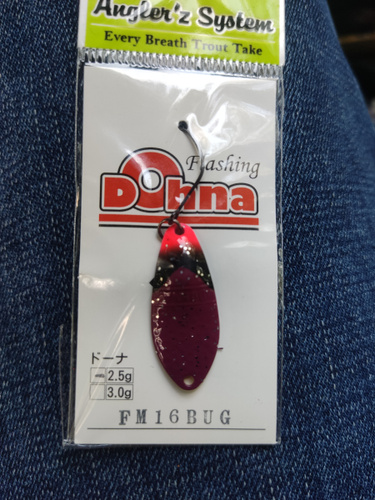 Angler'z System
Every Breath Trout Take
Flashing
Dohna
ドーナ
2.5g
3.0g
FM16BUG